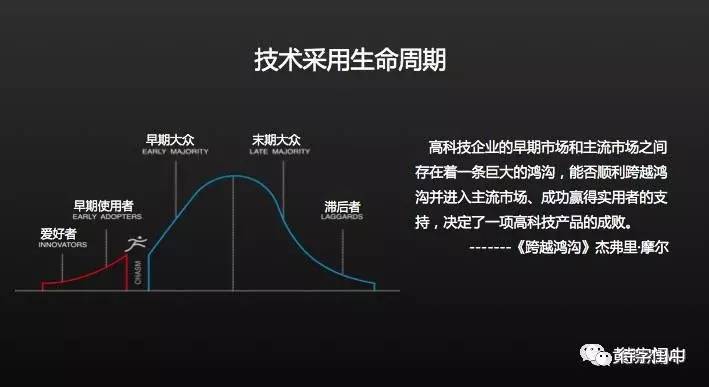 技术采用生命周期
早期大众
EARLY MAJORITY
末期大众
LATE MAJORITY
早期使用者
EARLY ADOPTERS
爱好者
INNOVATORS
CHASM
滞后者
LAGGARDS
高科技企业的早期市场和主流市场之间
存在着一条巨大的鸿沟，能否顺利跨越鸿
沟并进入主流市场、成功赢得实用者的支
持，决定了一项高科技产品的成败。
-------《跨越鸿沟》杰弗里·摩尔